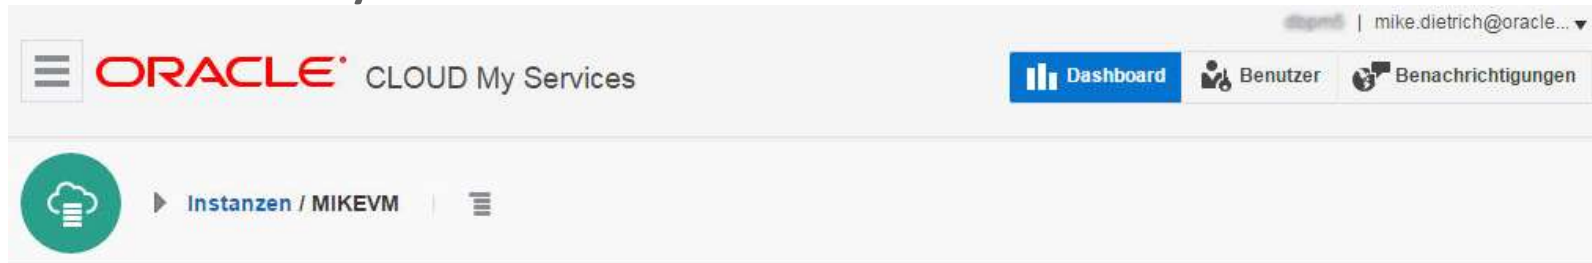 | mike.dietrich@oracle...
ORACLE CLOUD My Services
Dashboard Benutzer Benachrichtigungen
Instanzen / MIKEVM